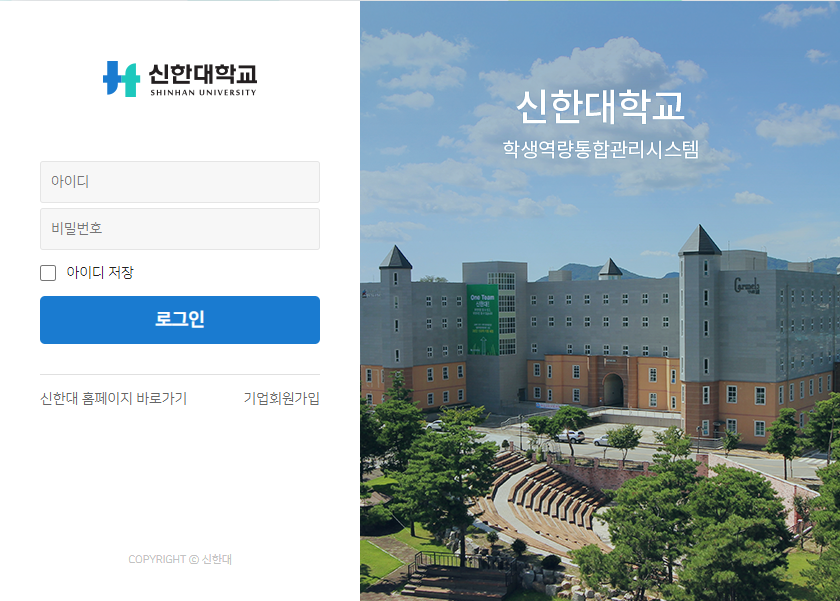 신한대학교
SHINHAN UNIVERSITY
아이디
비밀번호
아이디 저장
로그인
신한대 홈페이지 바로가기
기업회원가입
COPYRIGHT ⓒ 신한대
신한대학교
학생역량통합관리시스템
One Team
신한대!